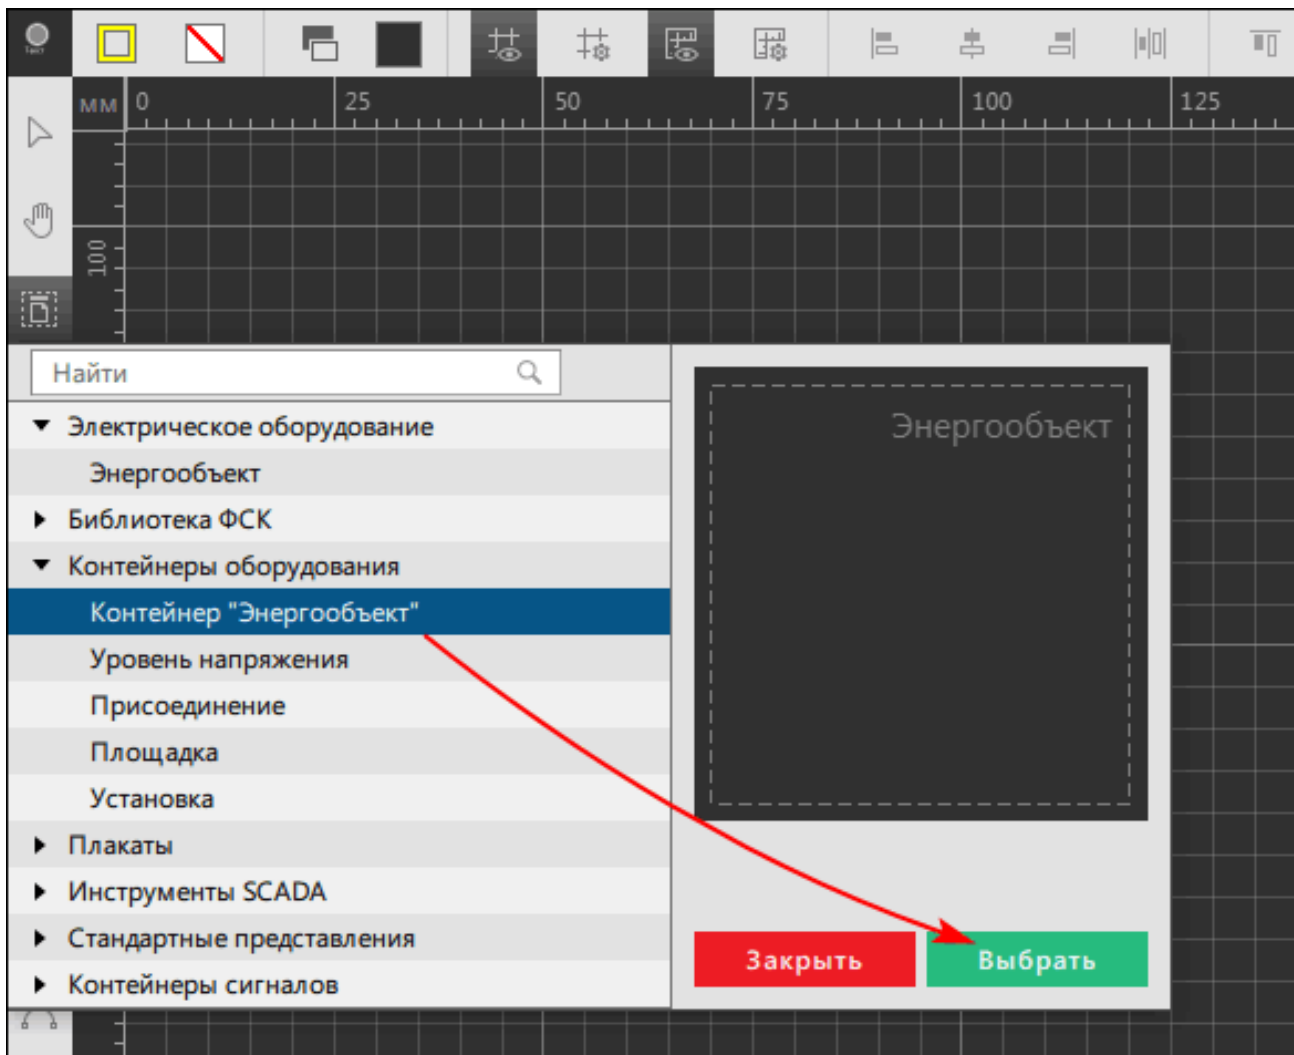 Текст
мм 0 25 50 75 100 125
100
Найти
Электрическое оборудование
Энергообъект
Библиотека ФСК
Контейнеры оборудования
Контейнер "Энергообъект"
Уровень напряжения
Присоединение
Площадка
Установка
Плакаты
Инструменты SCADA
Стандартные представления
Контейнеры сигналов
Энергообъект
Закрыть
Выбрать